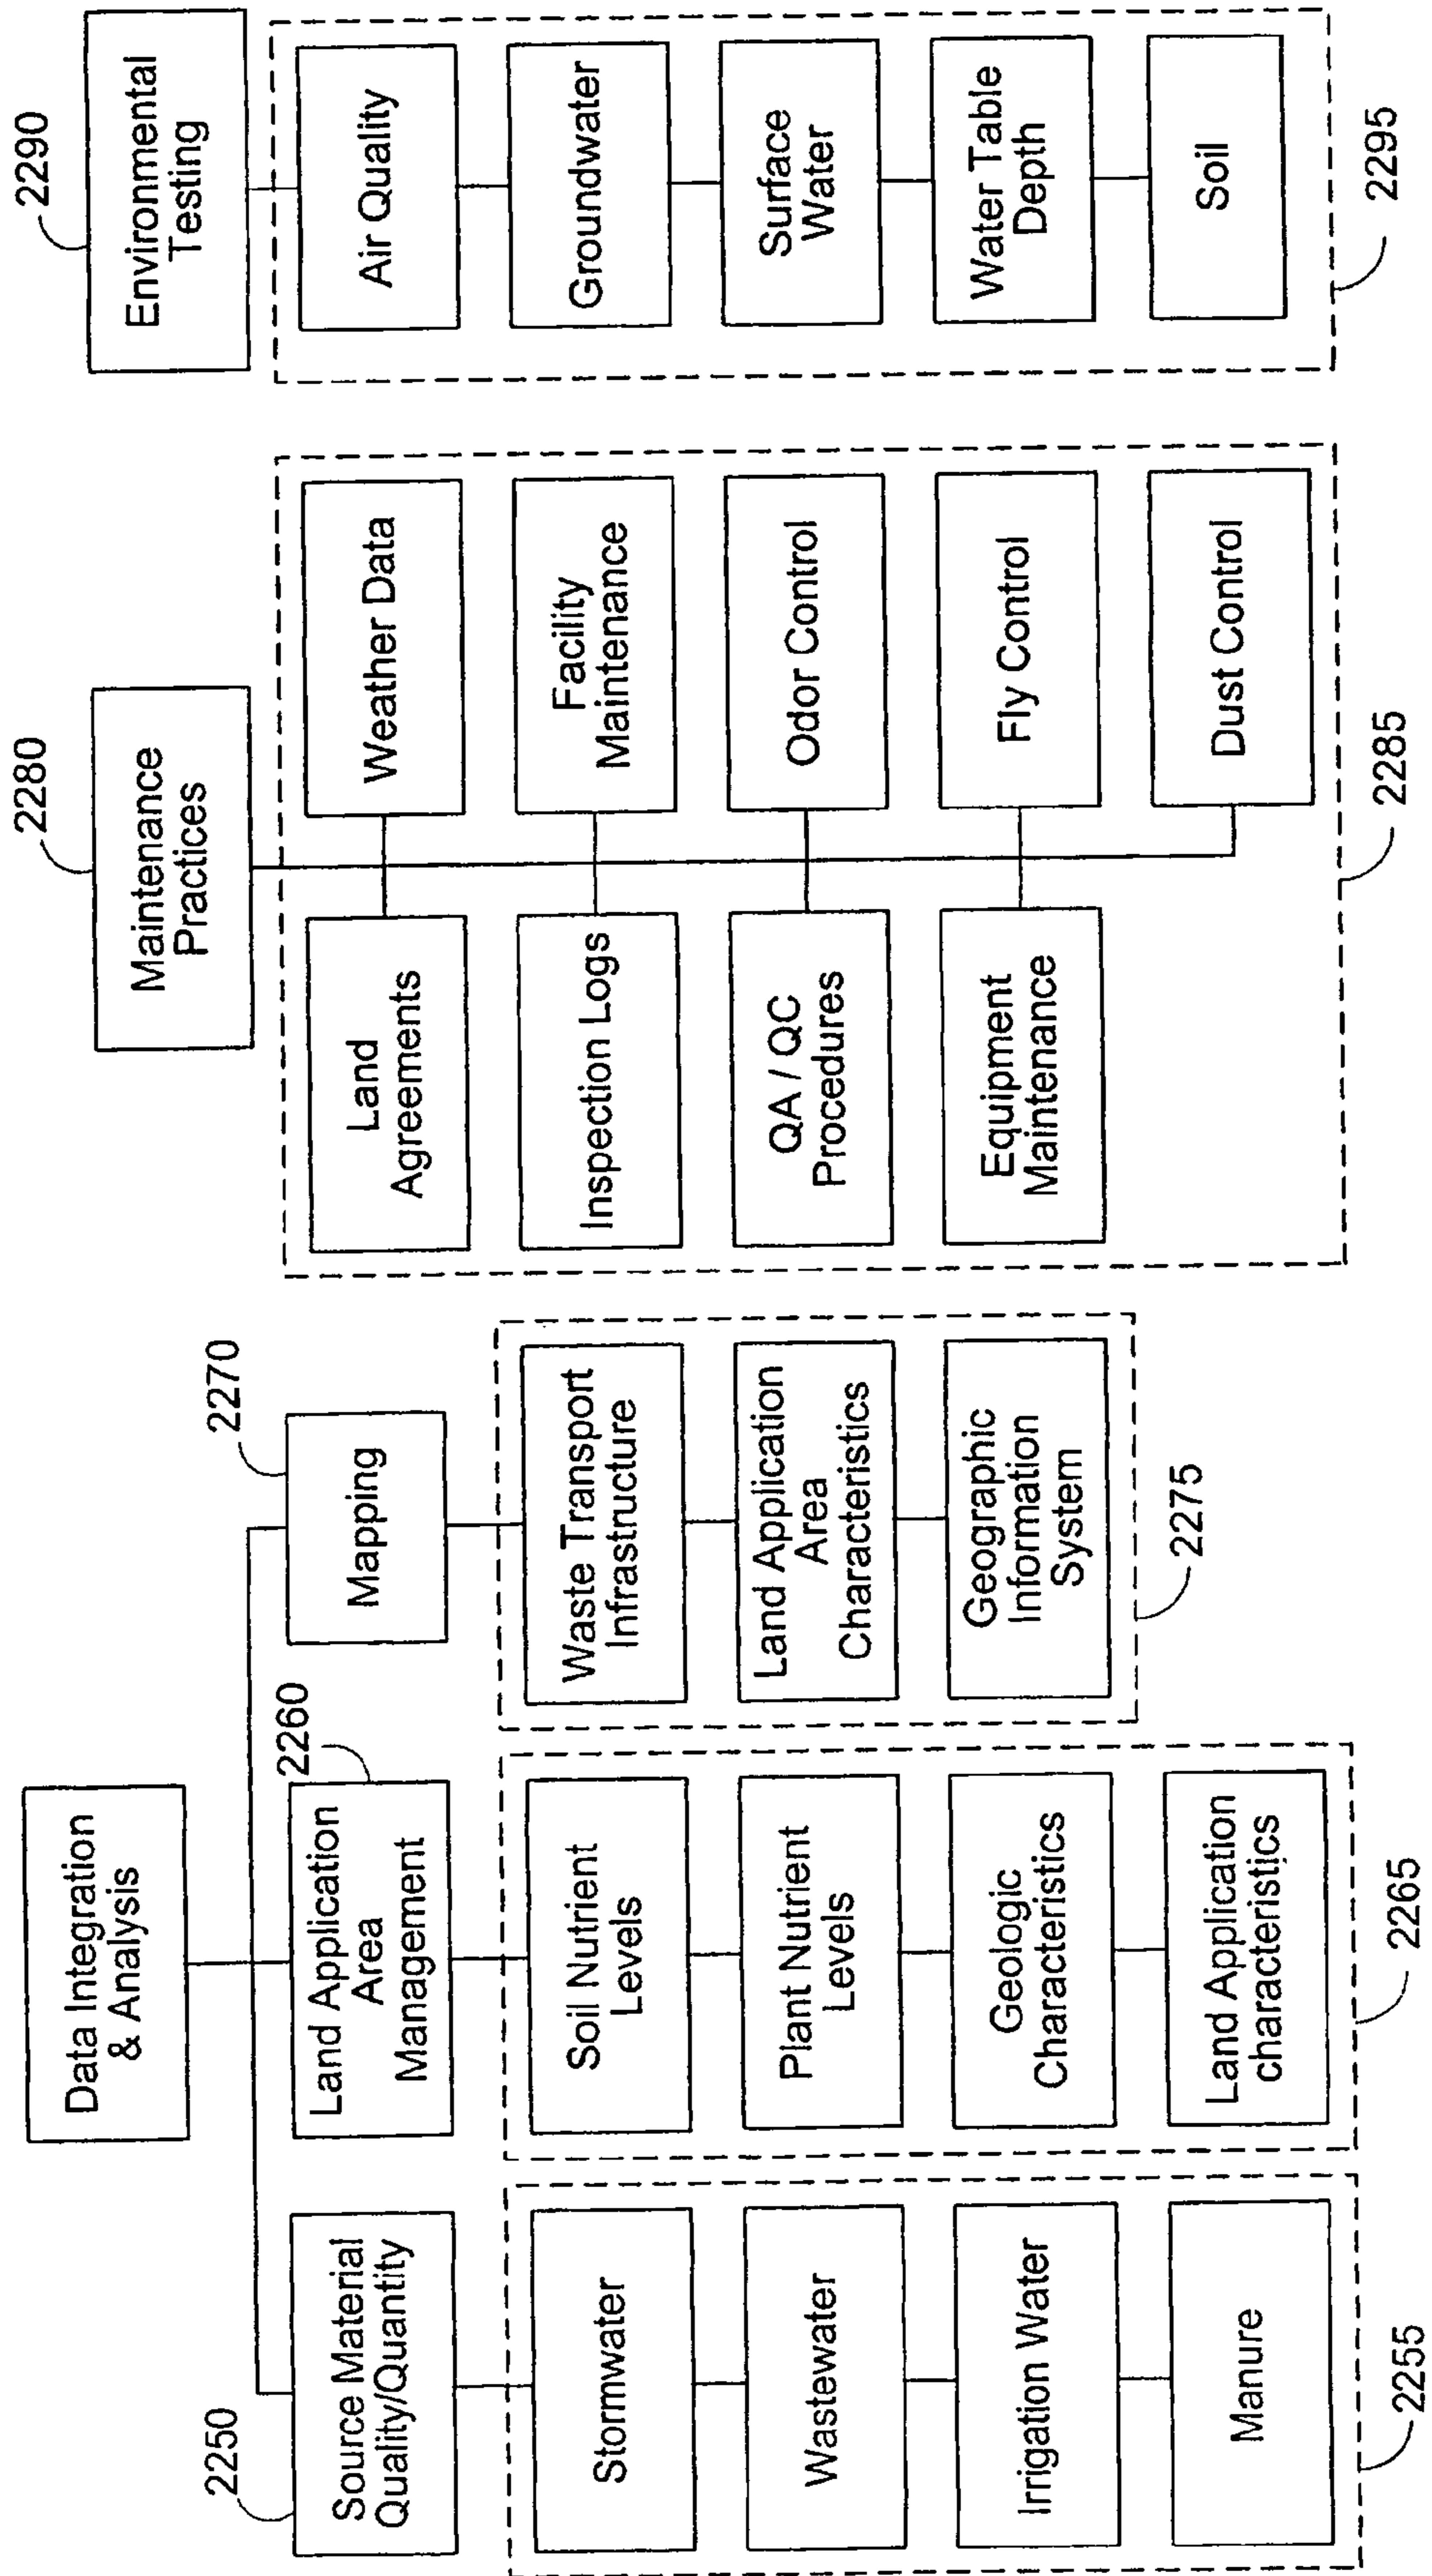 Data Integration
& Analysis
2250
Source Material
Quality/Quantity
Stormwater
Wastewater
Irrigation Water
Manure
2255
2260
Land Application
Area
Management
Soil Nutrient
Levels
Plant Nutrient
Levels
Geologic
Characteristics
Land Application
characteristics
2265
2270
Mapping
Waste Transport
Infrastructure
Land Application
Area
Characteristics
Geographic
Information
System
2275
2280
Maintenance
Practices
Land
Agreements
Weather Data
Inspection Logs
Facility
Maintenance
QA / QC
Procedures
Odor Control
Equipment
Maintenance
Fly Control
Dust Control
2285
2290
Environmental
Testing
Air Quality
Groundwater
Surface
Water
Water Table
Depth
Soil
2295